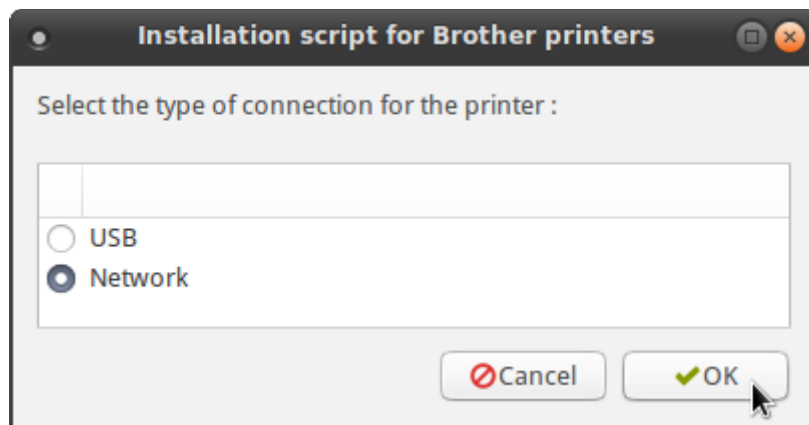 Installation script for Brother printers
Select the type of connection for the printer :
USB
Network
Cancel
OK